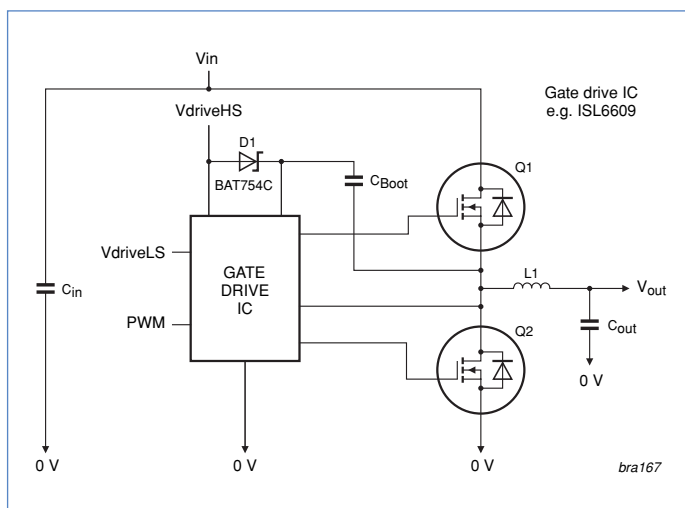 Vin
VdriveHS
Gate drive IC
e.g. ISL6609
D1
BAT754C
CBoot
Q1
VdriveLS
GATE
DRIVE
IC
PWM
Cin
L1
Vout
Cout
Q2
0 V
0 V
0 V
0 V
bra167